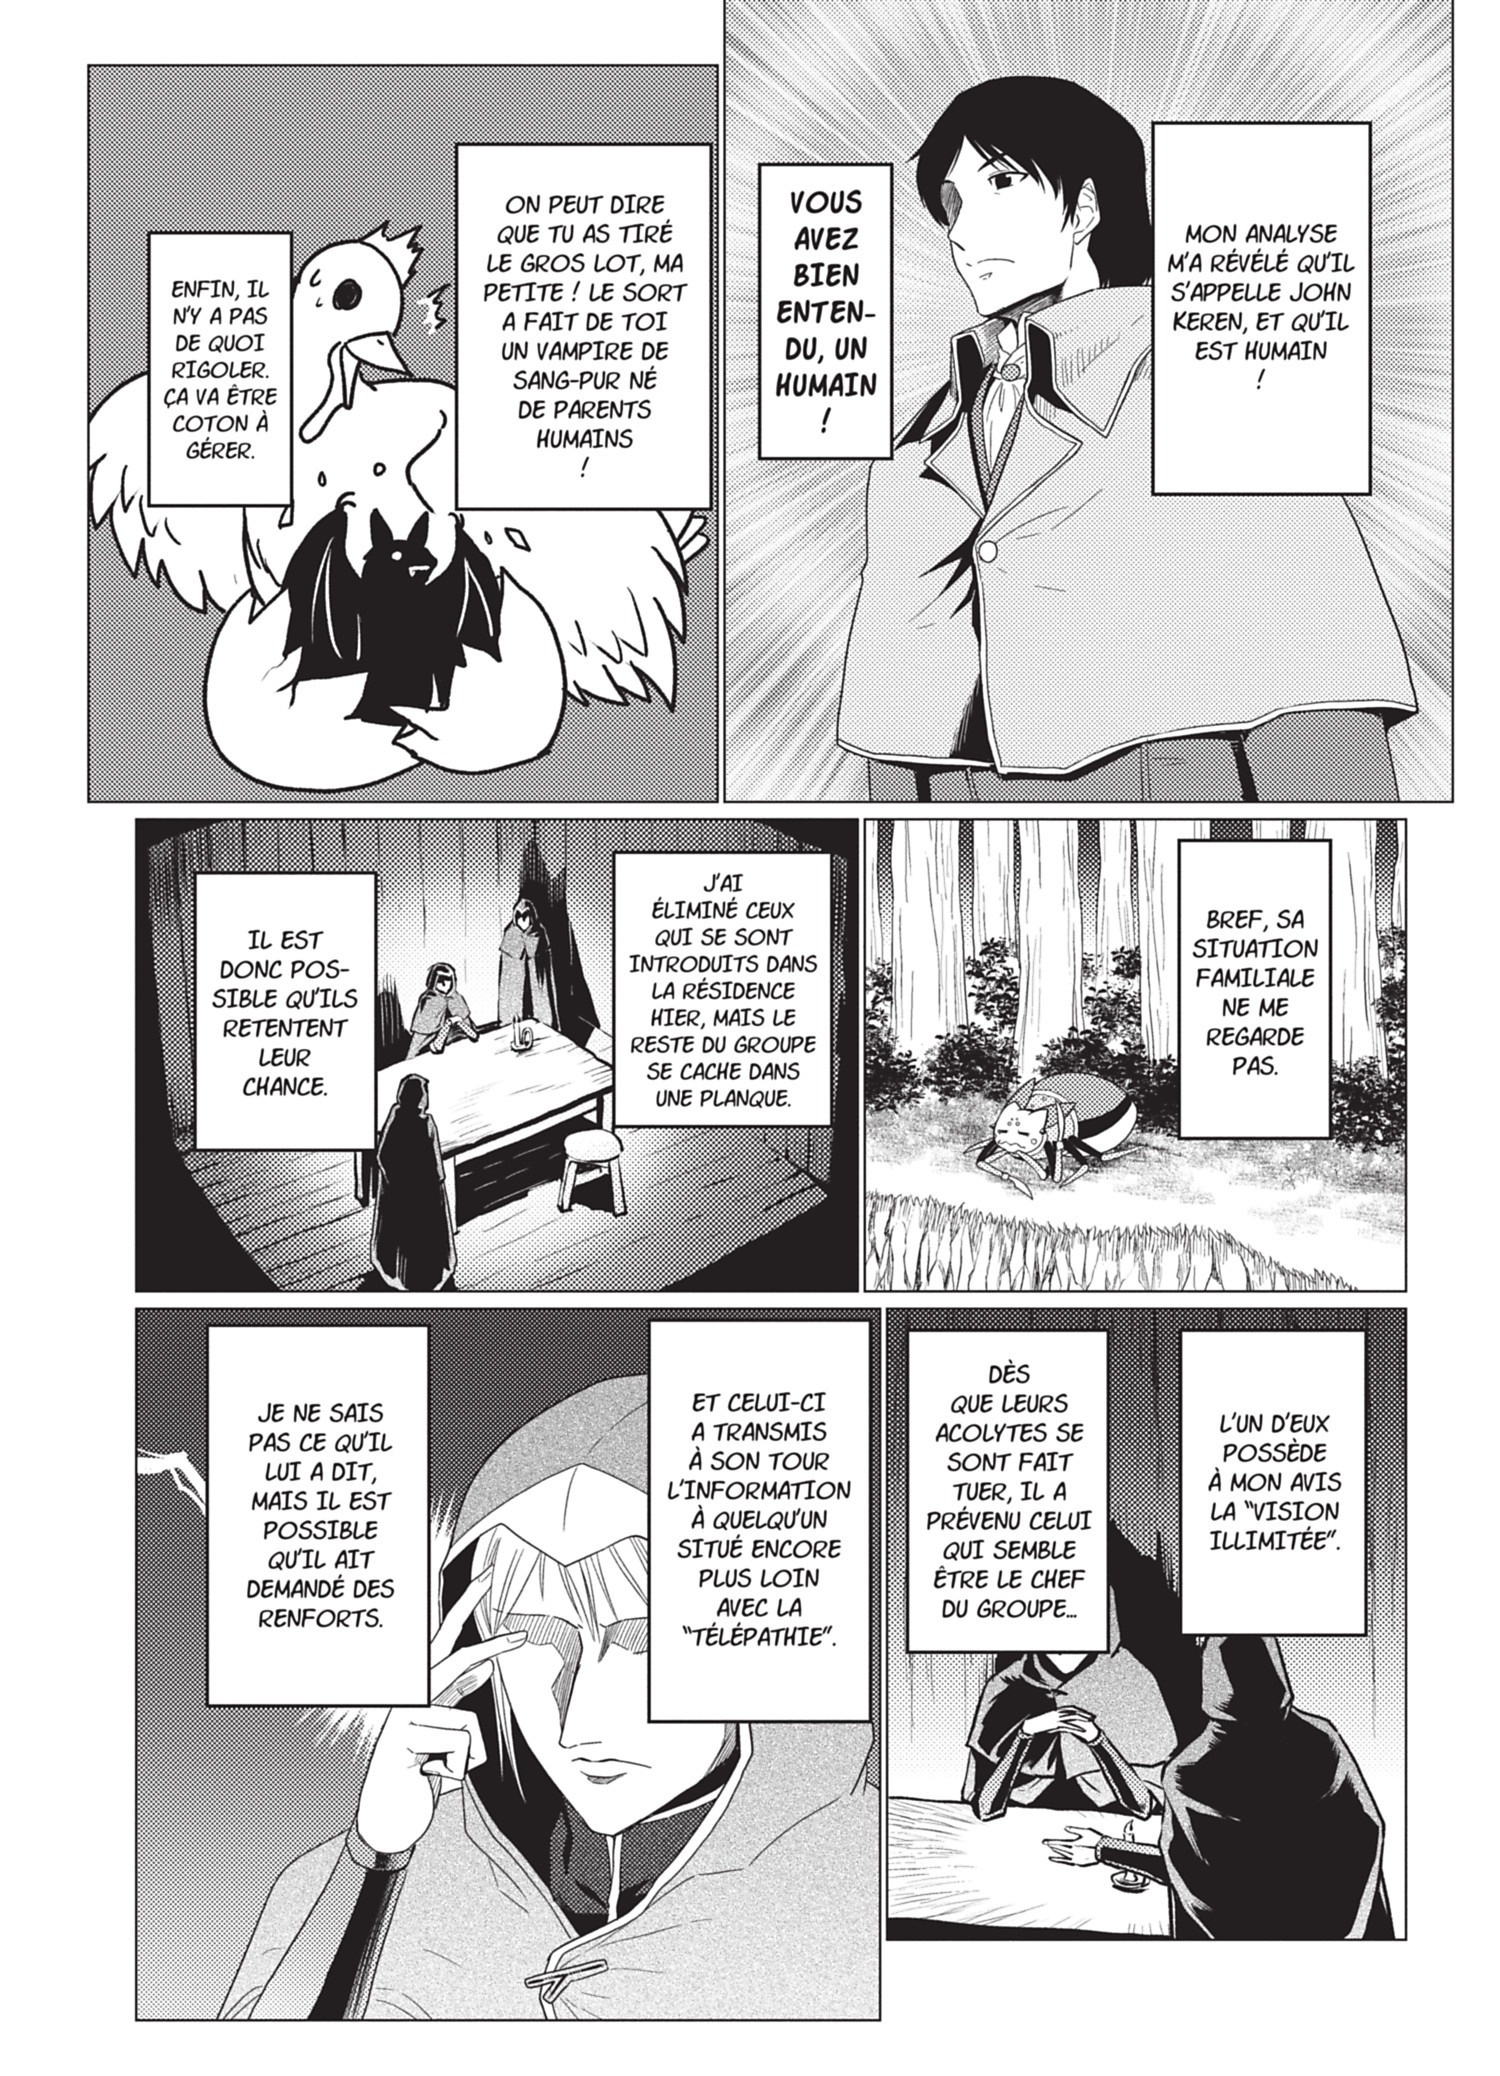 MON ANALYSE
M'A RÉVÉLÉ QU'IL
S'APPELLE JOHN
KEREN, ET QU'IL
EST HUMAIN
!
VOUS
AVEZ
BIEN
ENTEN-
DU, UN
HUMAIN
!
ON PEUT DIRE
QUE TU AS TIRÉ
LE GROS LOT, MA
PETITE ! LE SORT
A FAIT DE TOI
UN VAMPIRE DE
SANG-PUR NÉ
DE PARENTS
HUMAINS
!
ENFIN, IL
N'Y A PAS
DE QUOI
RIGOLER.
ÇA VA ÊTRE
COTON À
GÉRER.
BREF, SA
SITUATION
FAMILIALE
NE ME
REGARDE
PAS.
J'AI
ÉLIMINÉ CEUX
QUI SE SONT
INTRODUITS DANS
LA RÉSIDENCE
HIER, MAIS LE
RESTE DU GROUPE
SE CACHE DANS
UNE PLANQUE.
IL EST
DONC POS-
SIBLE QU'ILS
RETENTENT
LEUR
CHANCE.
L'UN D'EUX
POSSÈDE
À MON AVIS
LA "VISION
ILLIMITÉE".
DÈS
QUE LEURS
ACOLYTES SE
SONT FAIT
TUER, IL A
PRÉVENU CELUI
QUI SEMBLE
ÊTRE LE CHEF
DU GROUPE...
ET CELUI-CI
A TRANSMIS
À SON TOUR
L'INFORMATION
À QUELQU'UN
SITUÉ ENCORE
PLUS LOIN
AVEC LA
"TÉLÉPATHIE".
JE NE SAIS
PAS CE QU'IL
LUI A DIT,
MAIS IL EST
POSSIBLE
QU'IL AIT
DEMANDÉ DES
RENFORTS.